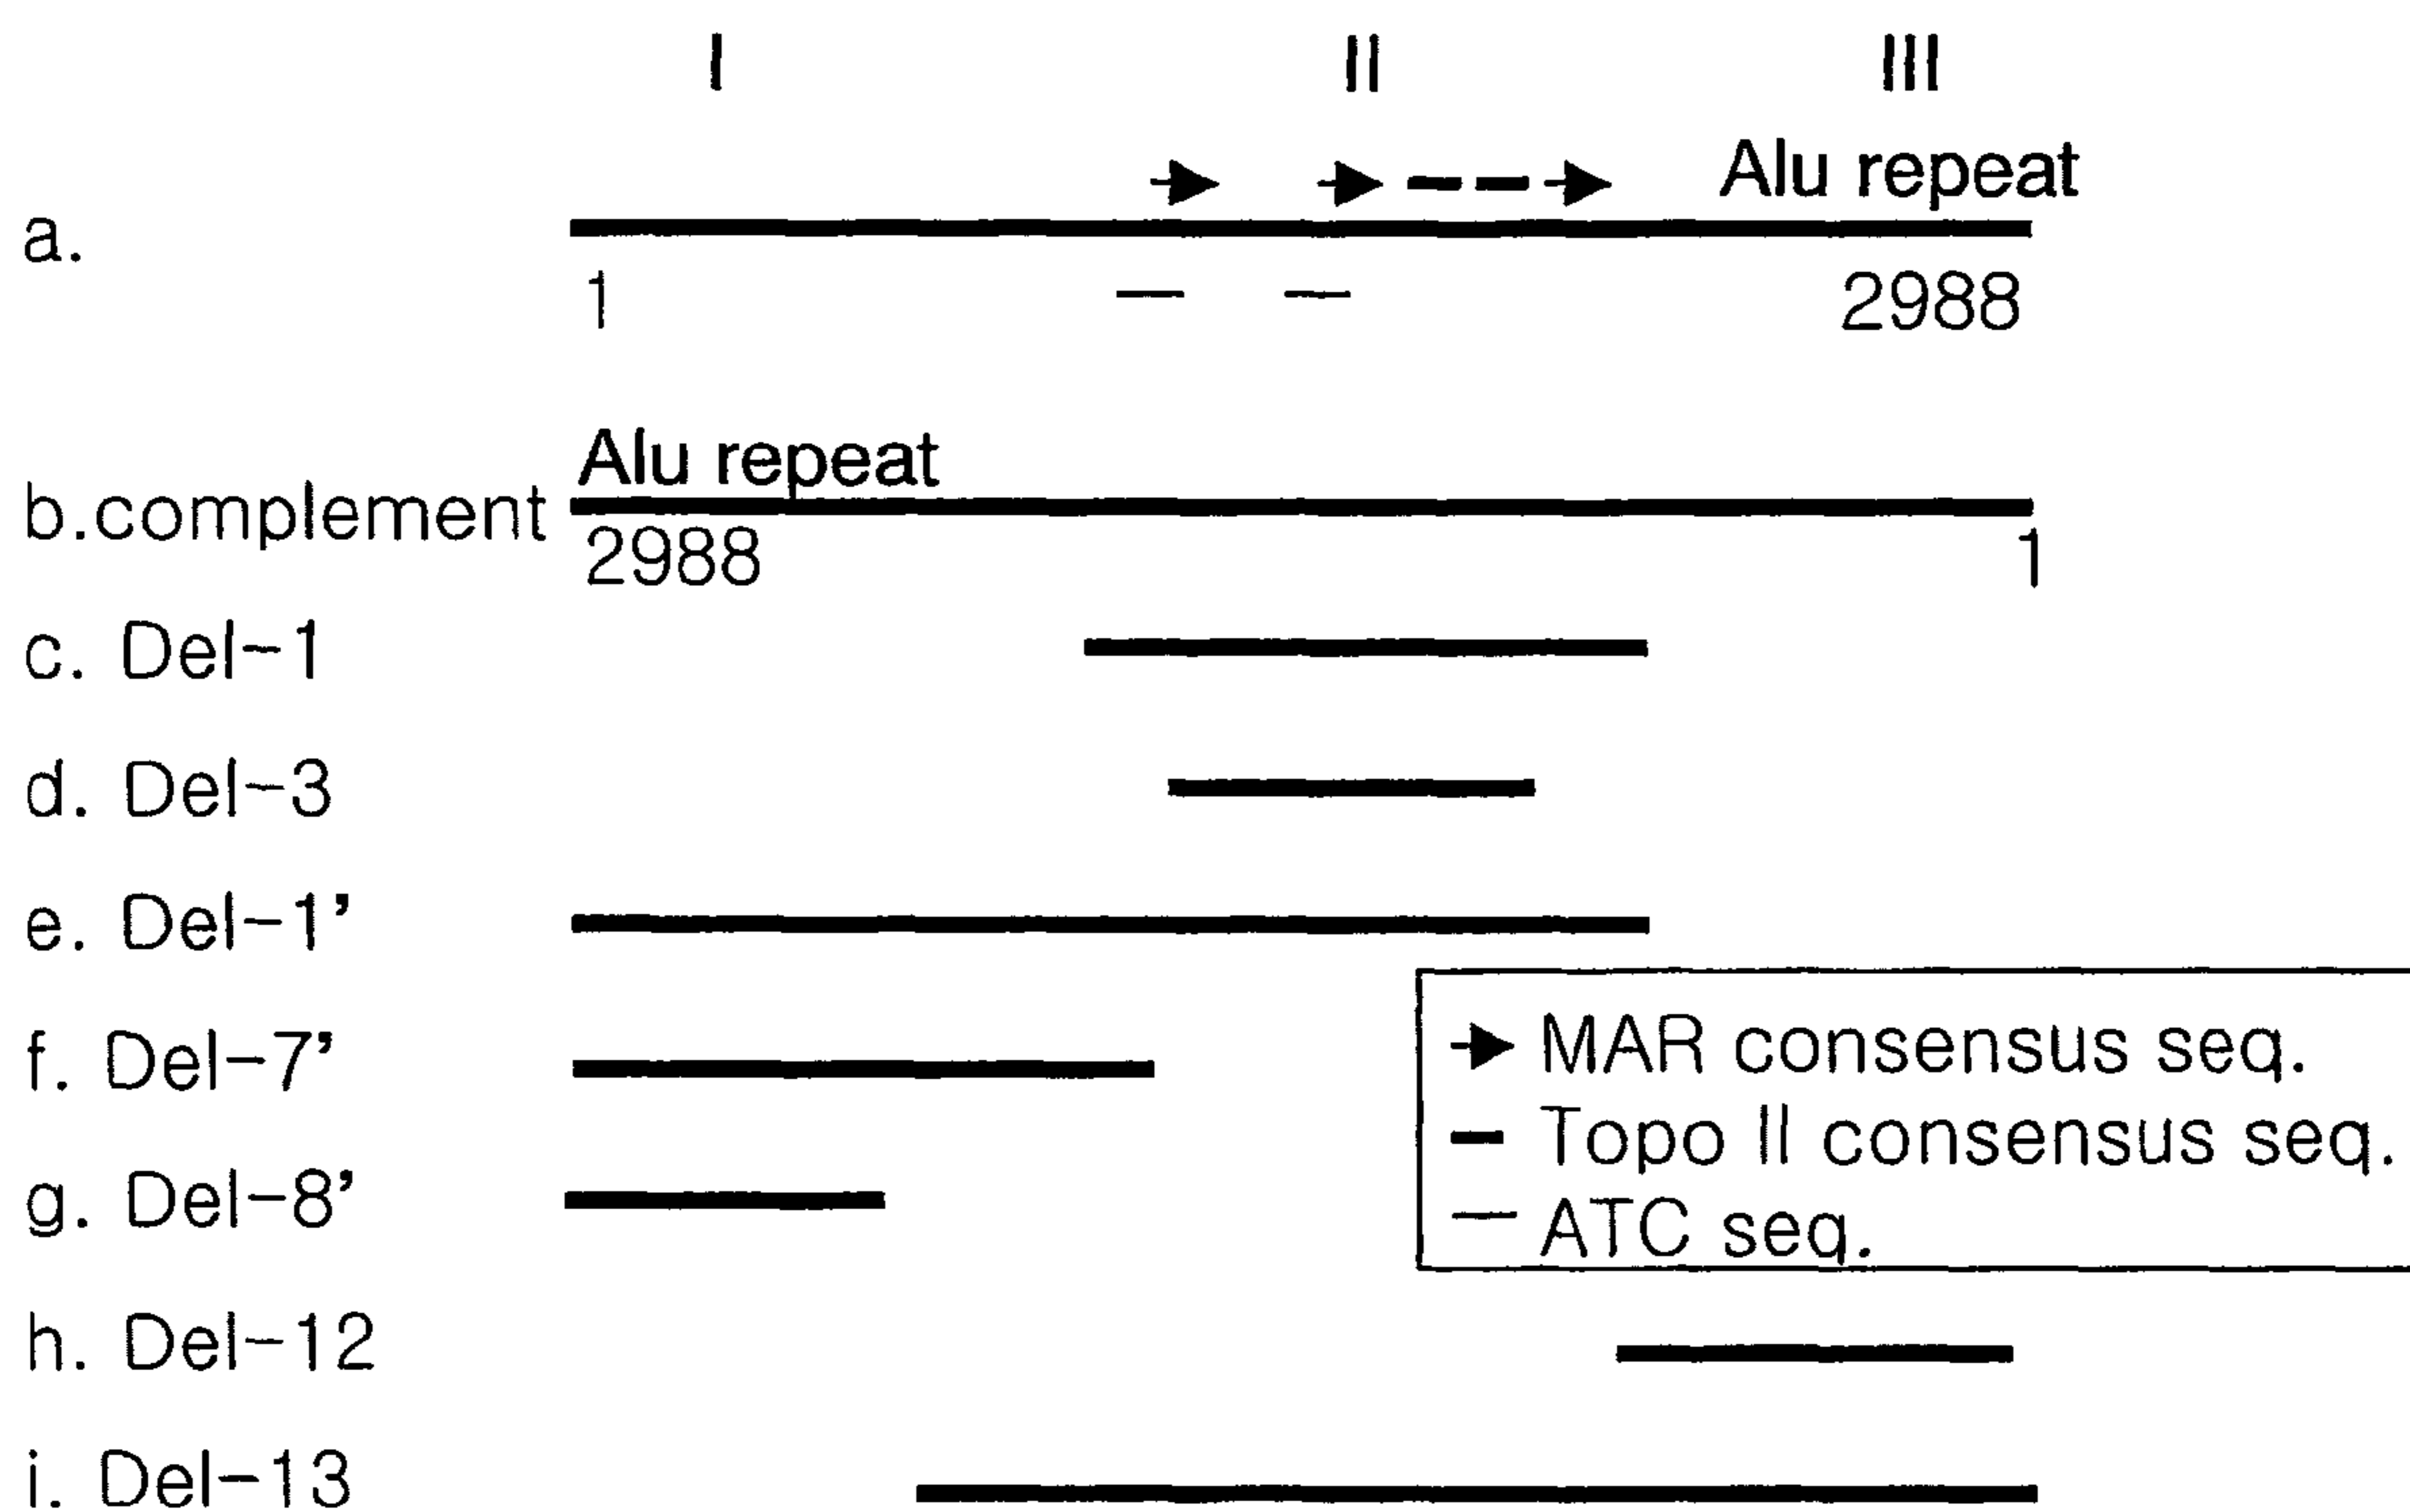 I II III
Alu repeat
a.
1 2988
Alu repeat
b.complement
2988 1
c. Del-1
d. Del-3
e. Del-1’
f. Del-7’
MAR consensus seq.
Topo II consensus seq.
g. Del-8’
ATC seq.
h. Del-12
i. Del-13